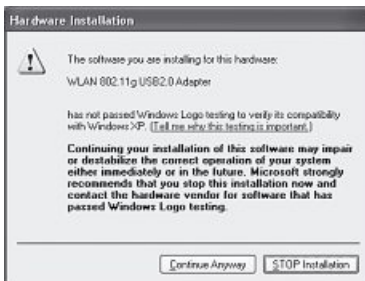 Hardware Installation
The software you are installing for this hardware:
WLAN 802.11g USB2.0 Adapter
has not passed Windows Logo testing to verify its compatibility
with Windows XP. (Tell me why this testing is important.)
Continuing your installation of this software may impair
or destabilize the correct operation of your system
either immediately or in the future. Microsoft strongly
recommends that you stop this installation now and
contact the hardware vendor for software that has
passed Windows Logo testing.
Continue Anyway
STOP Installation